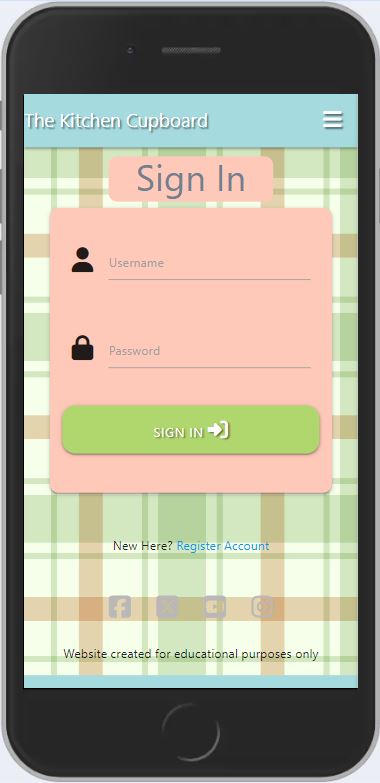 The Kitchen Cupboard
Sign In
Username
Password
SIGN IN
New Here? Register Account
Website created for educational purposes only